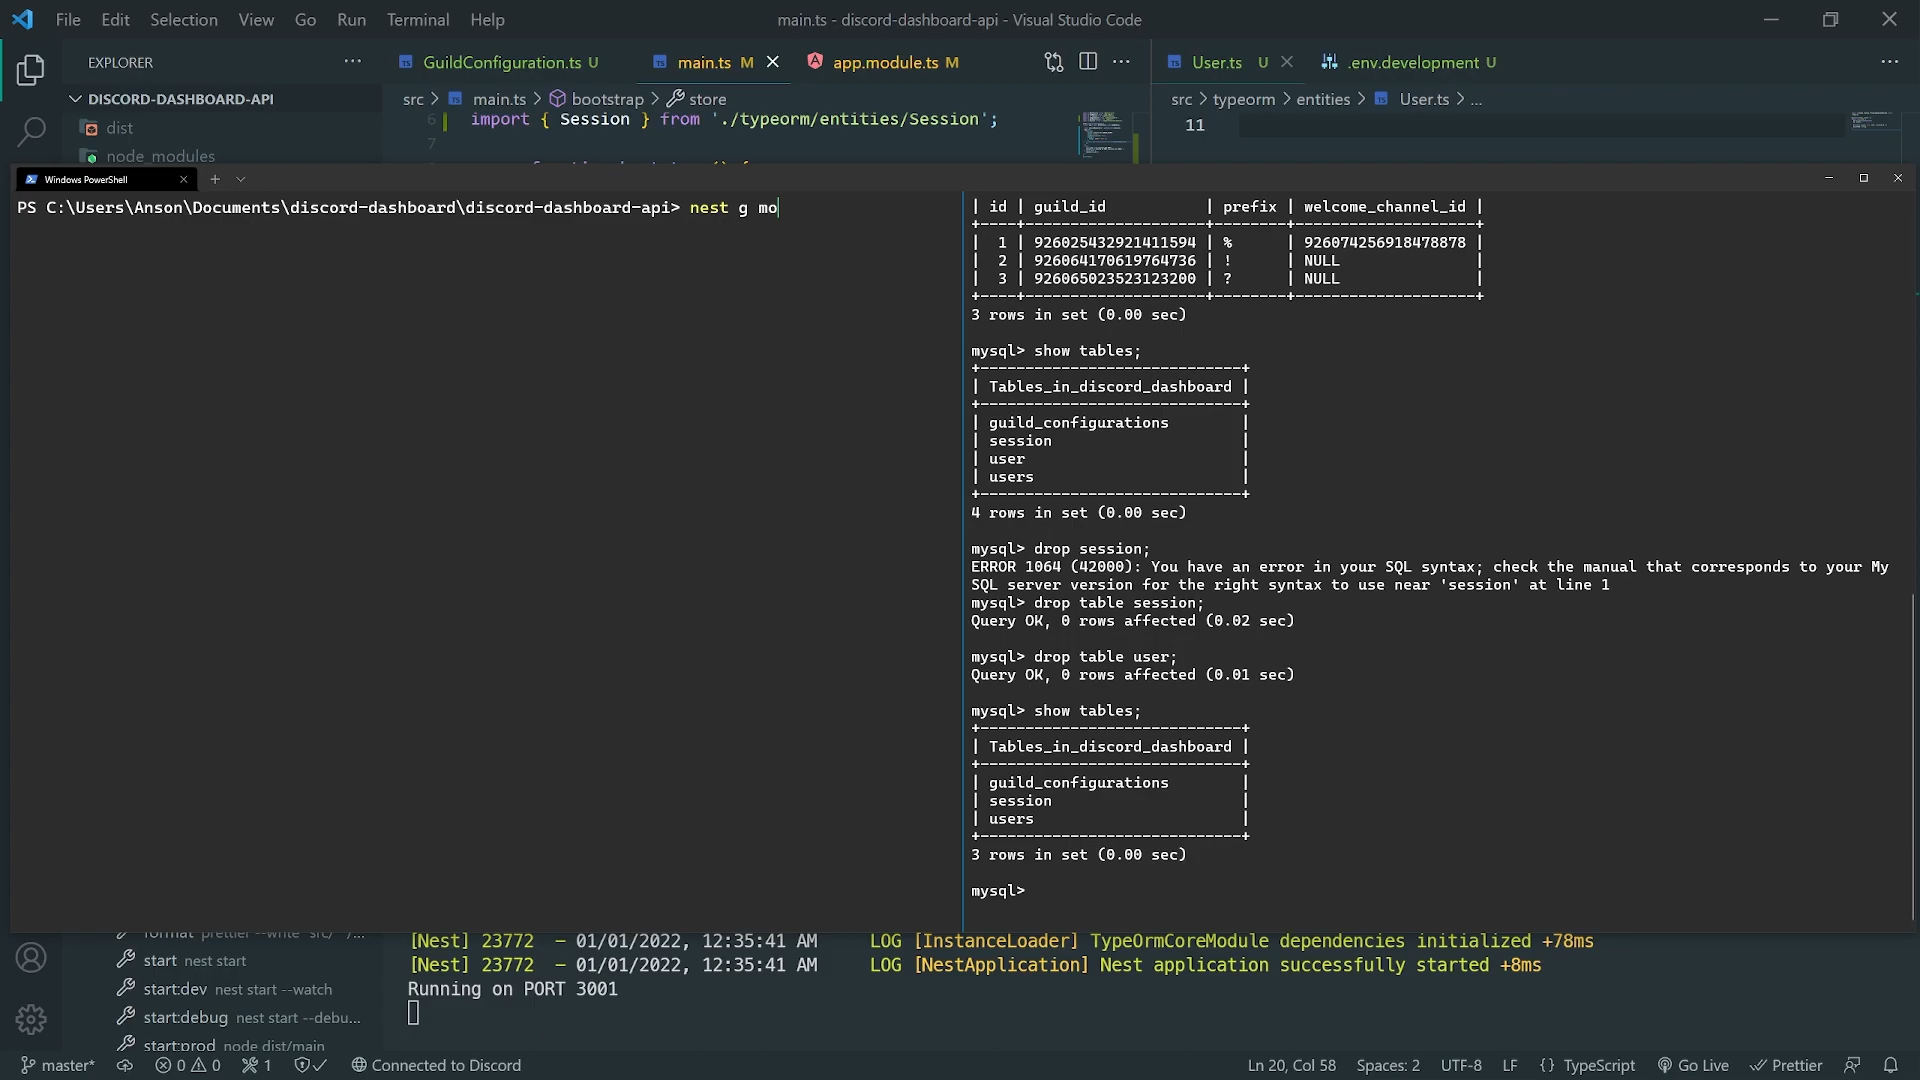 File Edit Selection View Go Run Terminal Help
main.ts - discord-dashboard-api - Visual Studio Code
EXPLORER
GuildConfiguration.ts U
main.ts M
app.module.ts M
User.ts U
.env.development U
DISCORD-DASHBOARD-API
dist
node_modules
src > main.ts > bootstrap > store
src > typeorm > entities > User.ts > ...
6 import { Session } from './typeorm/entities/Session';
7
11
Windows PowerShell
PS C:\Users\Anson\Documents\discord-dashboard\discord-dashboard-api> nest g mo
| id | guild_id | prefix | welcome_channel_id |
+----+--------------------+--------+--------------------+
| 1 | 926025432921411594 | % | 926074256918478878 |
| 2 | 926064170619764736 | ! | NULL |
| 3 | 926065023523123200 | ? | NULL |
+----+--------------------+--------+--------------------+
3 rows in set (0.00 sec)
mysql> show tables;
+-----------------------------+
| Tables_in_discord_dashboard |
+-----------------------------+
| guild_configurations |
| session |
| user |
| users |
+-----------------------------+
4 rows in set (0.00 sec)
mysql> drop session;
ERROR 1064 (42000): You have an error in your SQL syntax; check the manual that corresponds to your My
SQL server version for the right syntax to use near 'session' at line 1
mysql> drop table session;
Query OK, 0 rows affected (0.02 sec)
mysql> drop table user;
Query OK, 0 rows affected (0.01 sec)
mysql> show tables;
+-----------------------------+
| Tables_in_discord_dashboard |
+-----------------------------+
| guild_configurations |
| session |
| users |
+-----------------------------+
3 rows in set (0.00 sec)
mysql>
format prettier --write
start nest start
start:dev nest start --watch
start:debug nest start --debu...
start:prod node dist/main
[Nest] 23772 - 01/01/2022, 12:35:41 AM LOG [InstanceLoader] TypeOrmCoreModule dependencies initialized +78ms
[Nest] 23772 - 01/01/2022, 12:35:41 AM LOG [NestApplication] Nest application successfully started +8ms
Running on PORT 3001
master* 0 0 1 Connected to Discord
Ln 20, Col 58 Spaces: 2 UTF-8 LF {} TypeScript Go Live Prettier